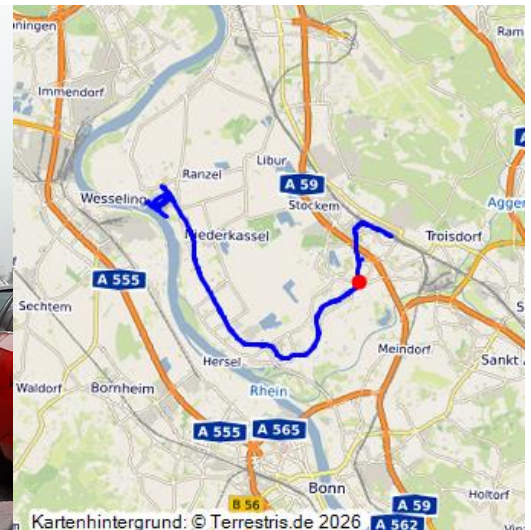 Immendorf
Ram
Libur
Ranzel
A 59
Wesseling
Stockem
Agger
Niederkassel
Troisdorf
A 555
Sechtem
Meindorf
Hersel
Sankt
Waldorf
Bornheim
Rhein
A 555
A 565
B 56
Bonn
A 59
Holtorf
A 562
Kartenhintergrund: © Terrestris.de 2026